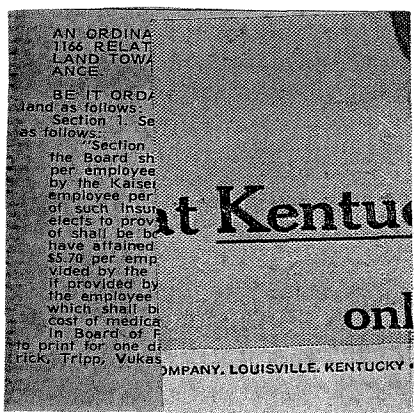 AN ORDINA
1166 RELAT
LAND TOWA
ANCE
BE IT ORDA
land as follows:
Section 1. Se
as follows:
"Section
the Board sh
per employee
by the Kaiser
employee per
of such insur
elects to prov
of shall be bo
have attained
$5.70 per emp
vided by the
if provided by
the employee
which shall b
cost of medica
In Board of
to print for one d
rick, Tripp, Vukas
at Kentuc
onl
OMPANY, LOUISVILLE, KENTUCKY